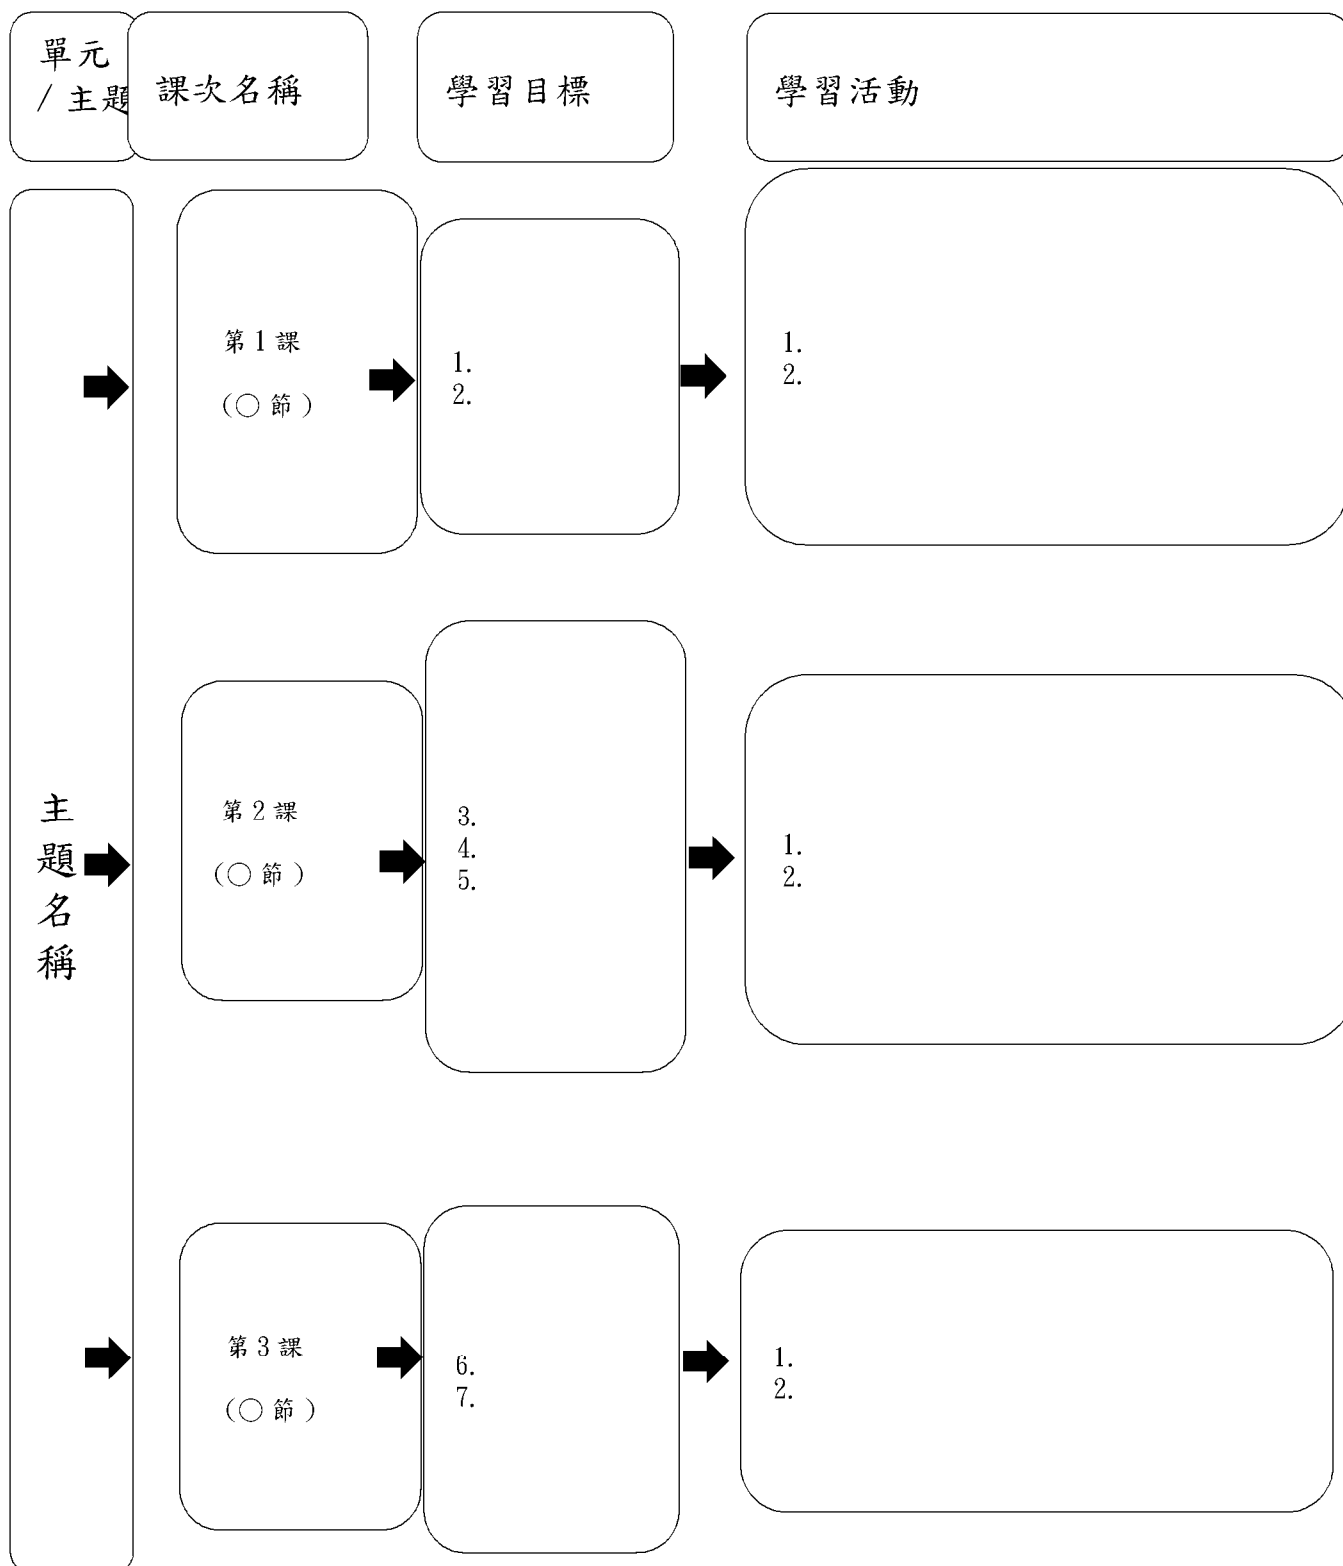 單元
/ 主題
課次名稱
學習目標
學習活動
主
題
名
稱
第 1 課
(○ 節 )
1.
2.
1.
2.
第 2 課
(○ 節 )
3.
4.
5.
1.
2.
第 3 課
(○ 節 )
6.
7.
1.
2.